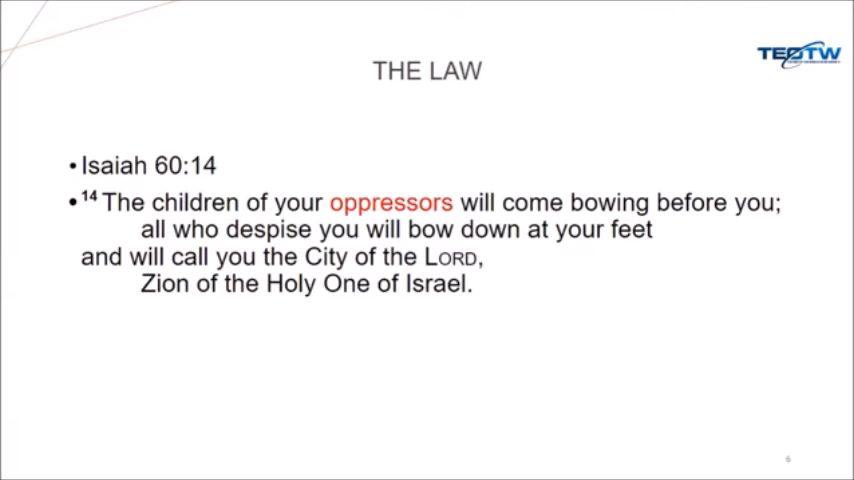 THE LAW
TEOTW
• Isaiah 60:14
• 14 The children of your oppressors will come bowing before you;
all who despise you will bow down at your feet
and will call you the City of the LORD,
Zion of the Holy One of Israel.
6